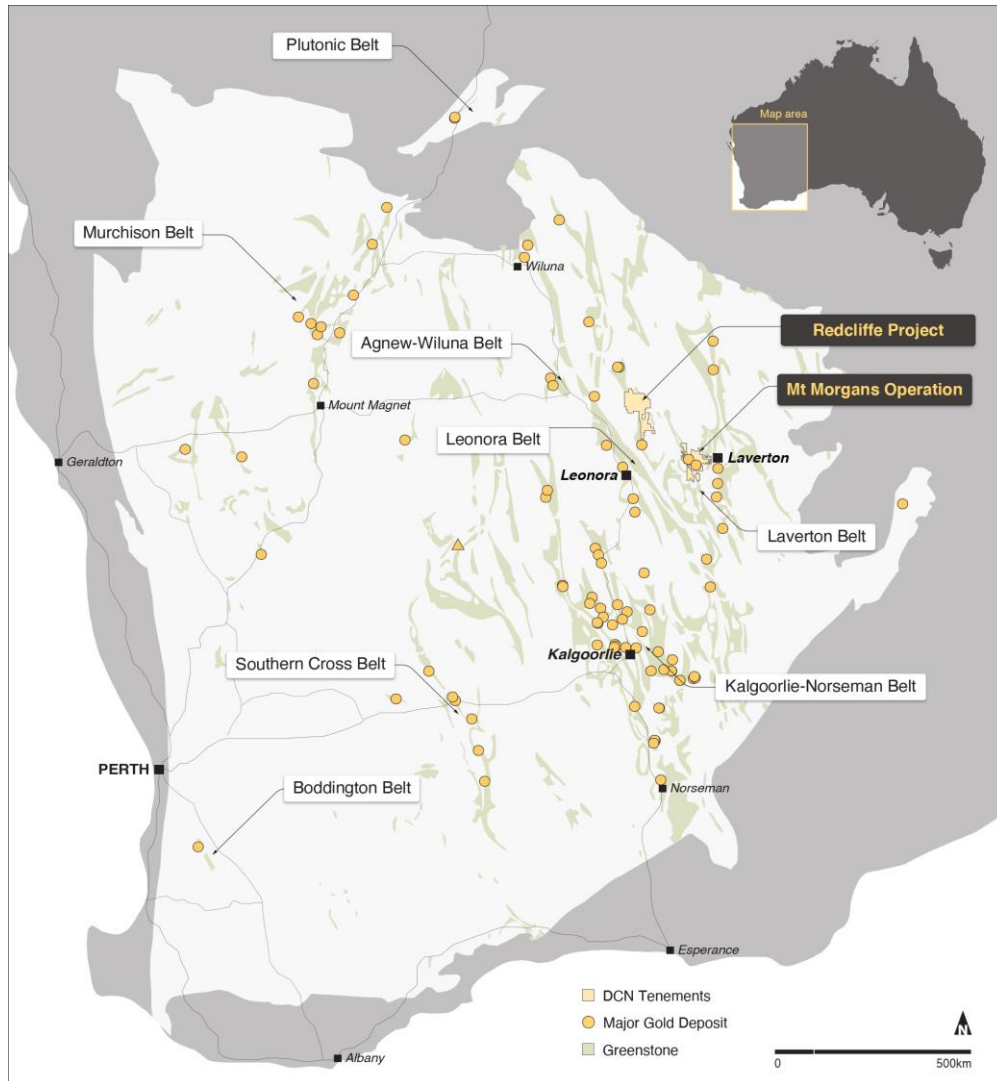 Plutonic Belt
Map area
Murchison Belt
Wiluna
Redcliffe Project
Agnew-Wiluna Belt
Mt Morgans Operation
Mount Magnet
Leonora Belt
Geraldton
Laverton
Leonora
Laverton Belt
Southern Cross Belt
Kalgoorlie
Kalgoorlie-Norseman Belt
PERTH
Boddington Belt
Norseman
Esperance
DCN Tenements
Major Gold Deposit
Greenstone
N
0 500km
Albany